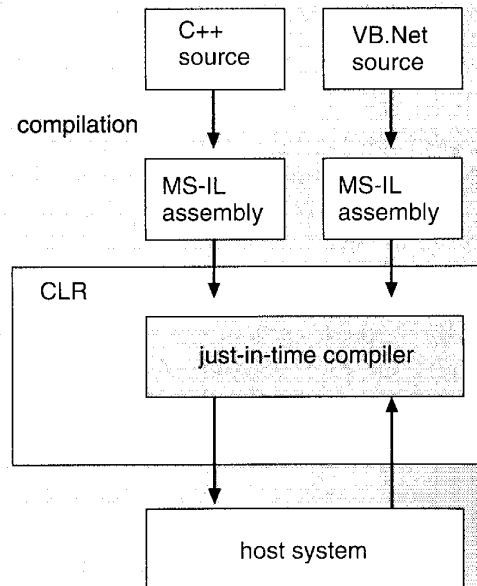 C++
source
VB.Net
source
compilation
MS-IL
assembly
MS-IL
assembly
CLR
just-in-time compiler
host system